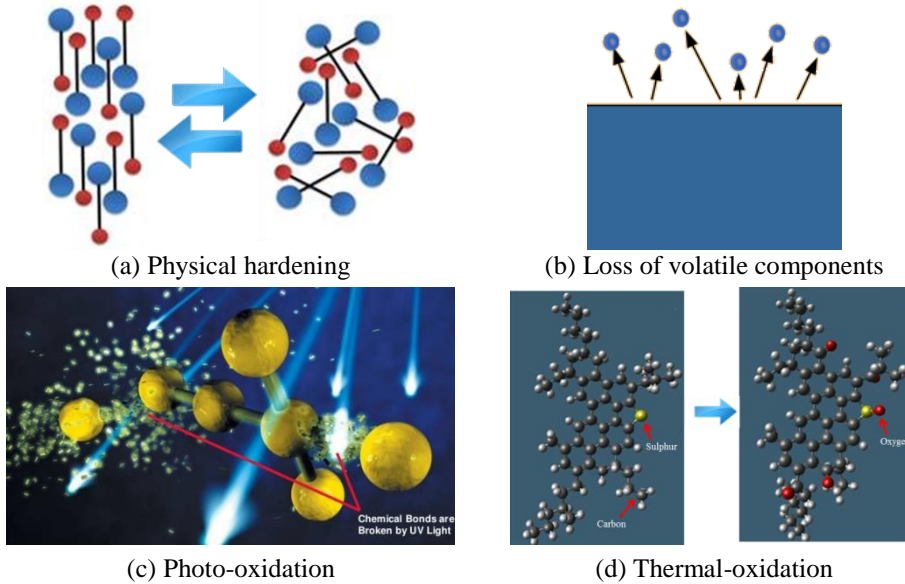 (a) Physical hardening
(b) Loss of volatile components
Chemical Bonds are
Broken by UV Light
Sulphur
Carbon
Oxyge
(c) Photo-oxidation
(d) Thermal-oxidation